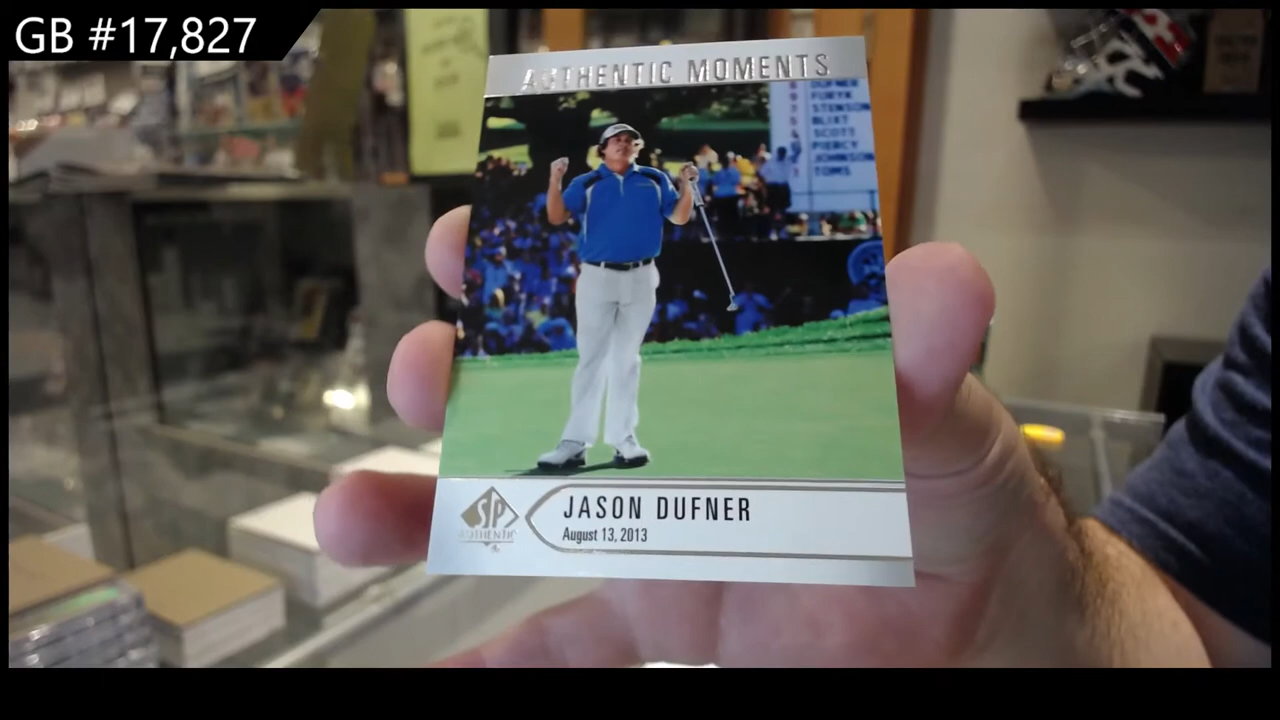 GB #17,827
AUTHENTIC MOMENTS
DUFNER
FURYK
STENSON
BLIXT
SCOTT
PIERCY
JOHNSON
TOMS
JASON DUFNER
August 13, 2013
SP
AUTHENTIC